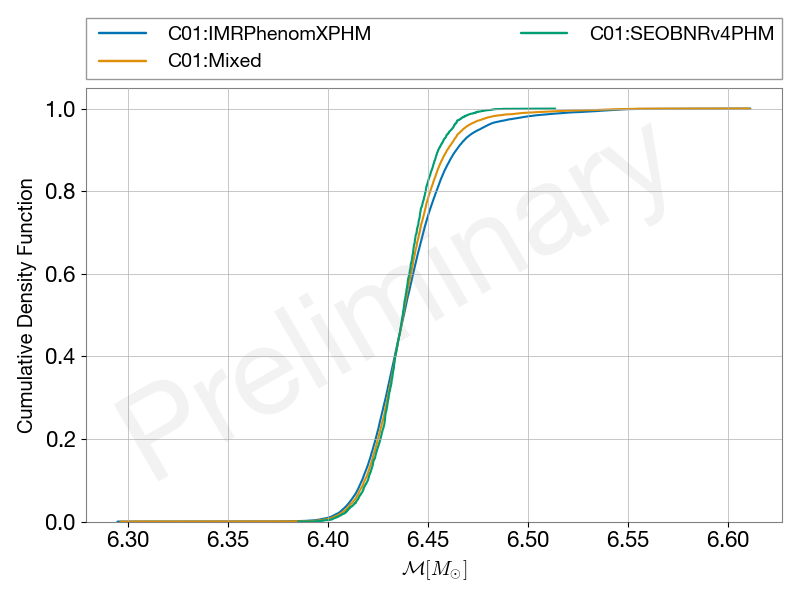 C01:IMRPhenomXPHM
C01:SEOBNRv4PHM
C01:Mixed
Preliminary
Cumulative Density Function
1.0
0.8
0.6
0.4
0.2
0.0
6.30 6.35 6.40 6.45 6.50 6.55 6.60
ℳ[M⊙]